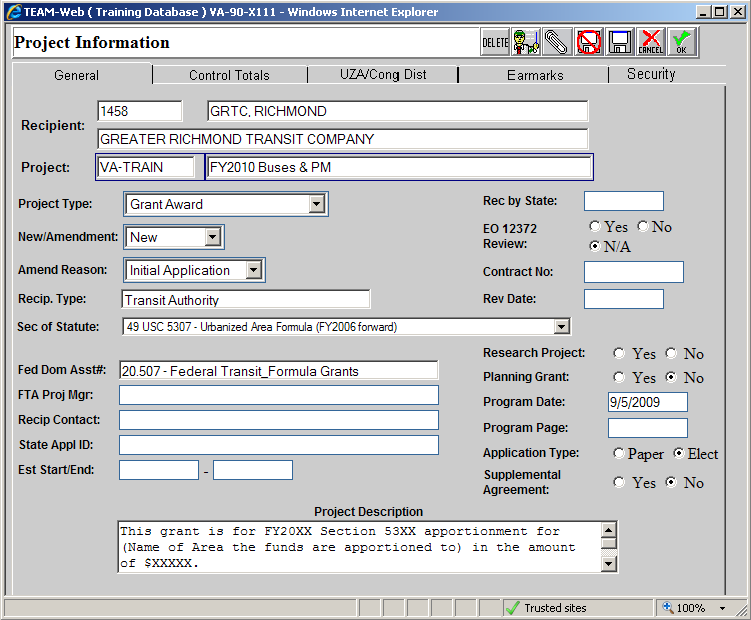 TEAM-Web ( Training Database ) VA-90-X111 - Windows Internet Explorer
Project Information
DELETE
CANCEL
OK
General Control Totals UZA/Cong Dist Earmarks Security
Recipient: 1458 GRTC, RICHMOND
GREATER RICHMOND TRANSIT COMPANY
Project: VA-TRAIN FY2010 Buses & PM
Project Type: Grant Award
New/Amendment: New
Amend Reason: Initial Application
Recip. Type: Transit Authority
Sec of Statute: 49 USC 5307 - Urbanized Area Formula (FY2006 forward)
Rec by State:
EO 12372
Review:
Yes No
N/A
Contract No:
Rev Date:
Fed Dom Asst#: 20.507 - Federal Transit_Formula Grants
FTA Proj Mgr:
Recip Contact:
State Appl ID:
Est Start/End: -
Research Project: Yes No
Planning Grant: Yes No
Program Date: 9/5/2009
Program Page:
Application Type: Paper Elect
Supplemental
Agreement:
Yes No
Project Description
This grant is for FY20XX Section 53XX apportionment for
(Name of Area the funds are apportioned to) in the amount
of $XXXXX.
Trusted sites 100%